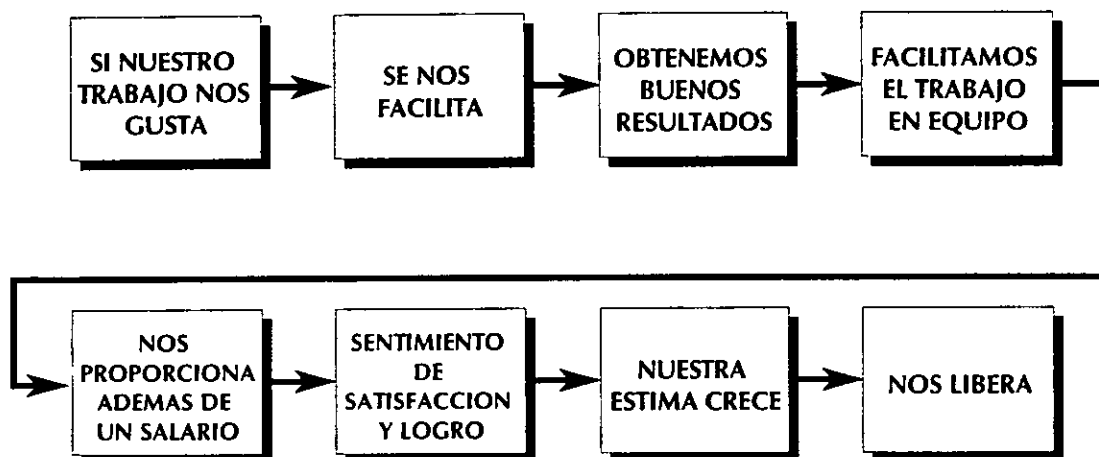 SI NUESTRO
TRABAJO NOS
GUSTA
SE NOS
FACILITA
OBTENEMOS
BUENOS
RESULTADOS
FACILITAMOS
EL TRABAJO
EN EQUIPO
NOS
PROPORCIONA
ADEMAS DE
UN SALARIO
SENTIMIENTO
DE
SATISFACCION
Y LOGRO
NUESTRA
ESTIMA CRECE
NOS LIBERA